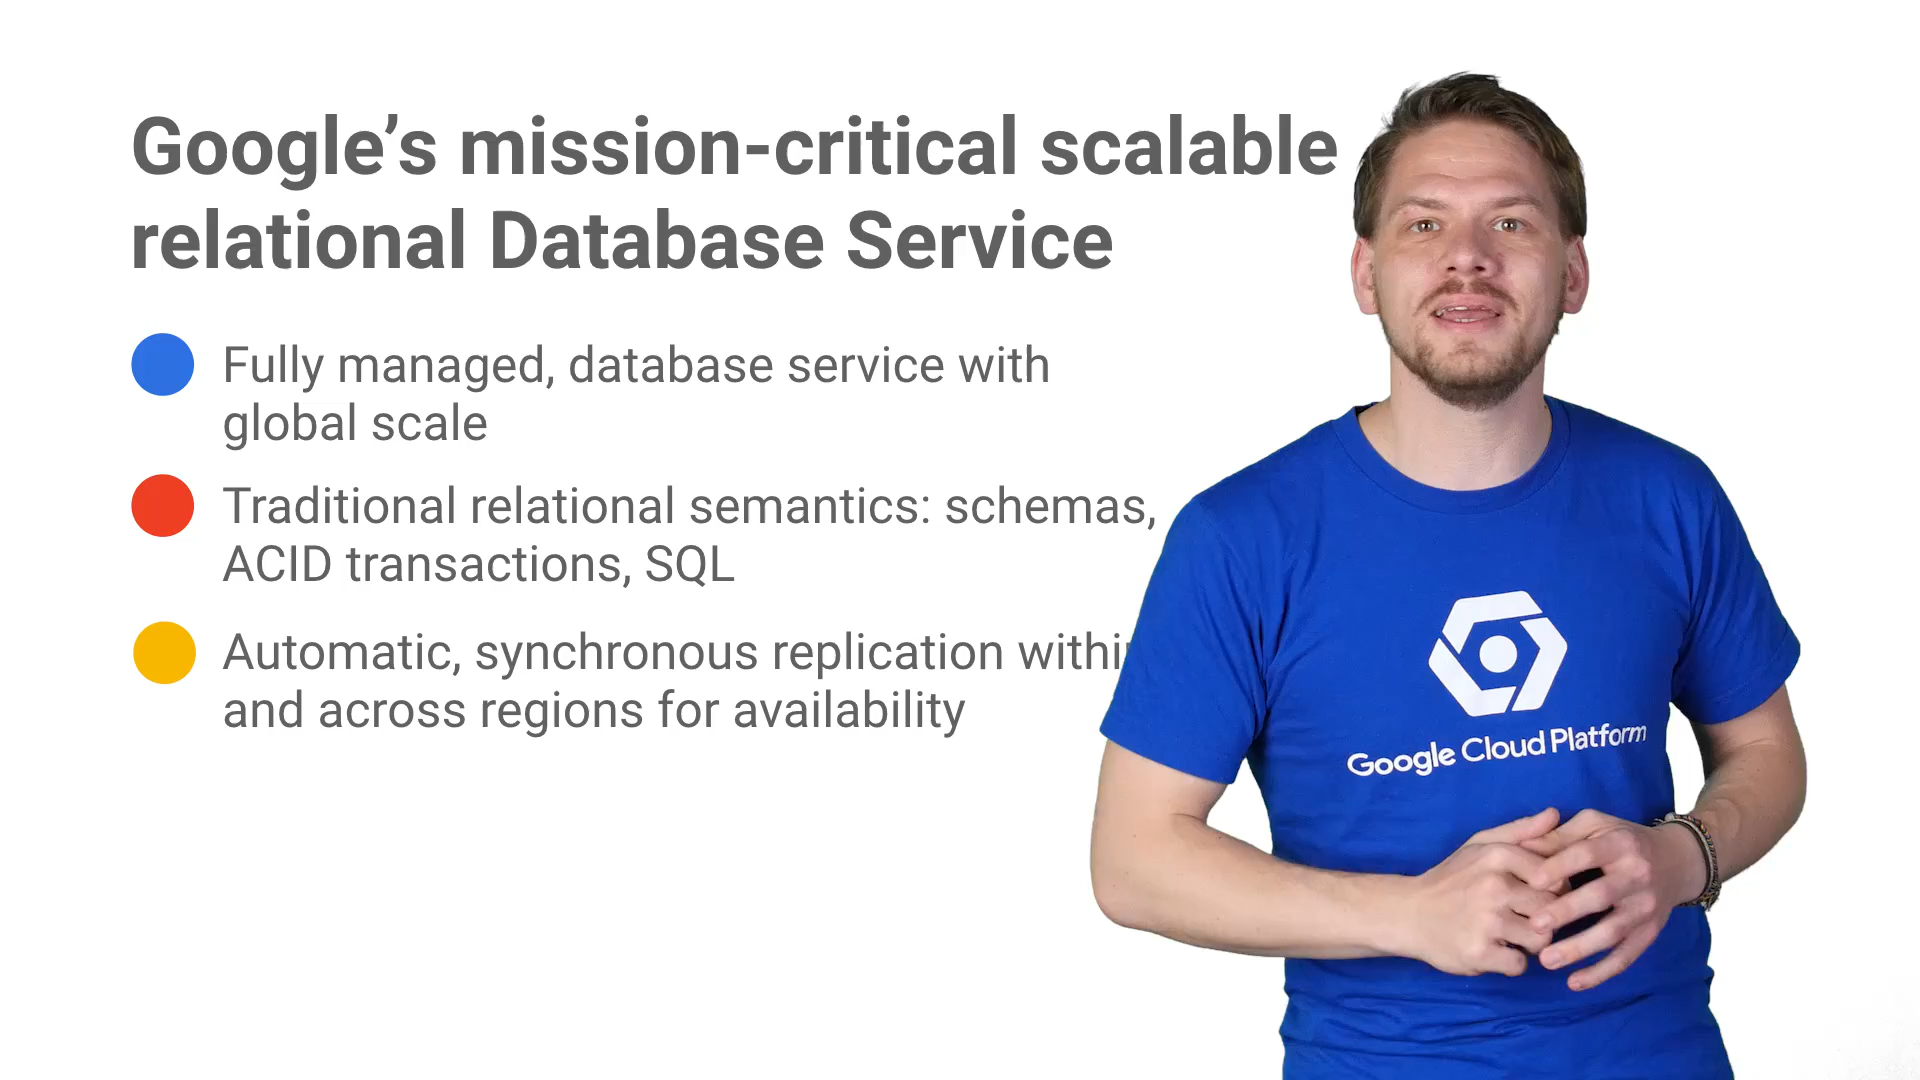 Google’s mission-critical scalable
relational Database Service
Fully managed, database service with
global scale
Traditional relational semantics: schemas,
ACID transactions, SQL
Automatic, synchronous replication
and across regions for availability
Google Cloud Platform